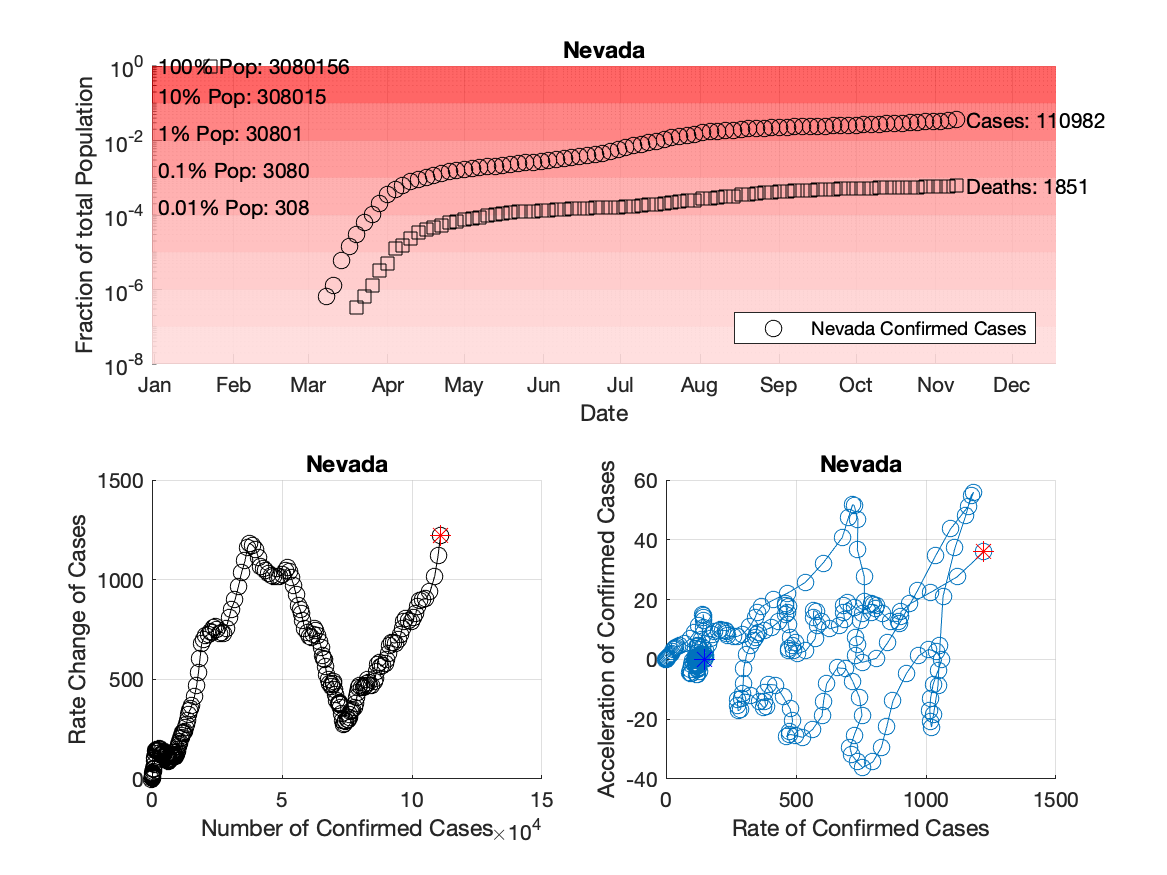 Nevada
Fraction of total Population
10^0
10^-2
10^-4
10^-6
10^-8
100% Pop: 3080156
10% Pop: 308015
1% Pop: 30801
0.1% Pop: 3080
0.01% Pop: 308
Cases: 110982
Deaths: 1851
Nevada Confirmed Cases
Jan Feb Mar Apr May Jun Jul Aug Sep Oct Nov Dec
Date
Nevada
Rate Change of Cases
1500
1000
500
0
0 5 10 15
Number of Confirmed Cases ×10^4
Nevada
Acceleration of Confirmed Cases
60
40
20
0
-20
-40
0 500 1000 1500
Rate of Confirmed Cases